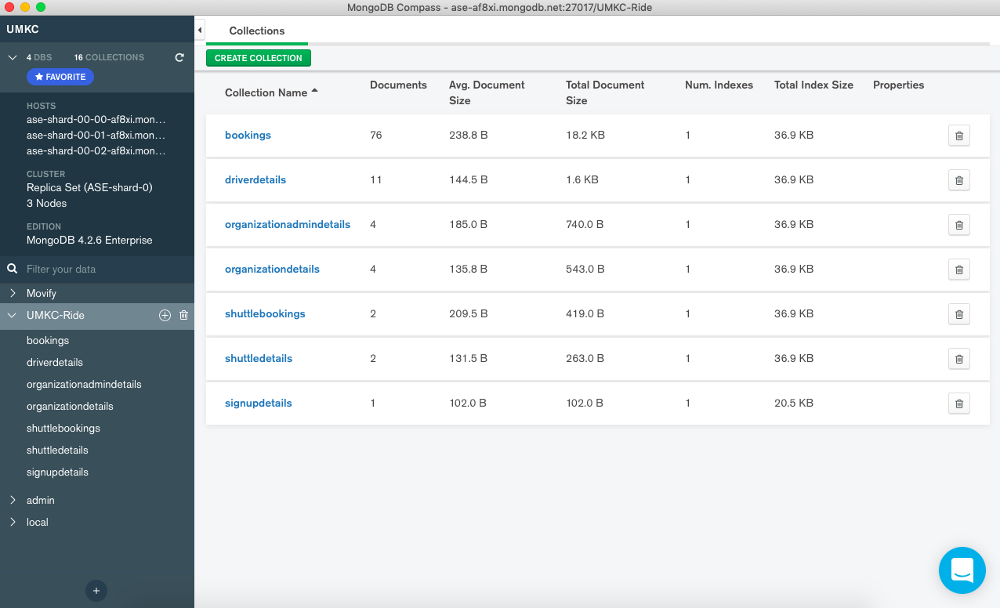 MongoDB Compass - ase-af8xi.mongodb.net:27017/UMKC-Ride
UMKC
4 DBS 16 COLLECTIONS
FAVORITE
HOSTS
ase-shard-00-00-af8xi.mon...
ase-shard-00-01-af8xi.mon...
ase-shard-00-02-af8xi.mon...
CLUSTER
Replica Set (ASE-shard-0)
3 Nodes
EDITION
MongoDB 4.2.6 Enterprise
Filter your data
Movify
UMKC-Ride
bookings
driverdetails
organizationadmindetails
organizationdetails
shuttlebookings
shuttledetails
signupdetails
admin
local
Collections
CREATE COLLECTION
Collection Name Documents Avg. Document Size Total Document Size Num. Indexes Total Index Size Properties
bookings 76 238.8 B 18.2 KB 1 36.9 KB
driverdetails 11 144.5 B 1.6 KB 1 36.9 KB
organizationadmindetails 4 185.0 B 740.0 B 1 36.9 KB
organizationdetails 4 135.8 B 543.0 B 1 36.9 KB
shuttlebookings 2 209.5 B 419.0 B 1 36.9 KB
shuttledetails 2 131.5 B 263.0 B 1 36.9 KB
signupdetails 1 102.0 B 102.0 B 1 20.5 KB